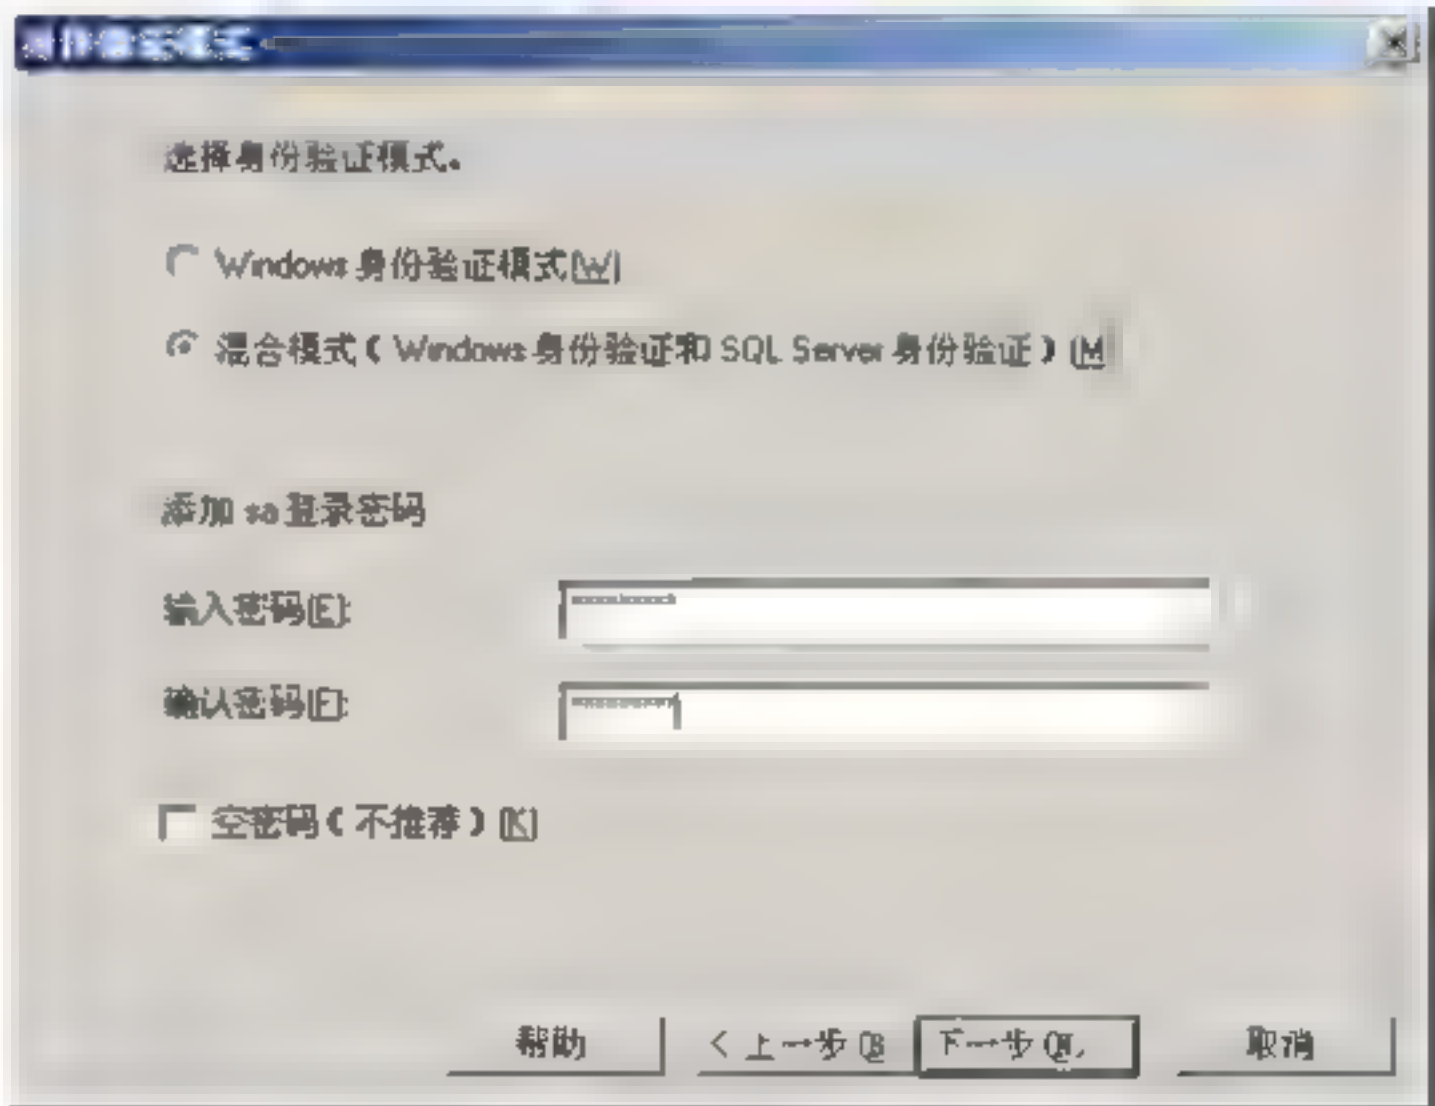 选择身份验证模式。
Windows 身份验证模式(W)
混合模式(Windows 身份验证和 SQL Server 身份验证)(M
添加 sa 登录密码
输入密码(E):
确认密码(F):
空密码(不推荐)(K)
帮助 < 上一步(B 下一步(N) 取消